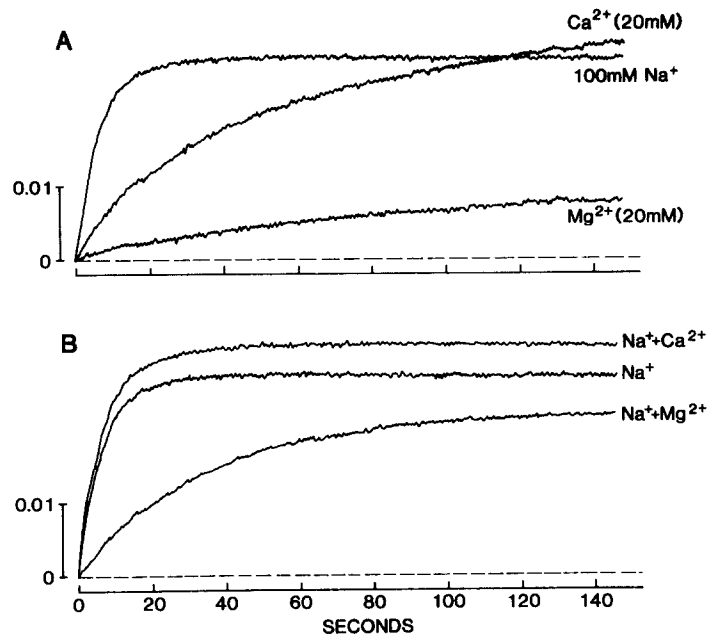 A
Ca²⁺(20mM)
100mM Na⁺
0.01
Mg²⁺(20mM)
0
B
Na⁺+Ca²⁺
Na⁺
Na⁺+Mg²⁺
0.01
0
0 20 40 60 80 100 120 140
SECONDS